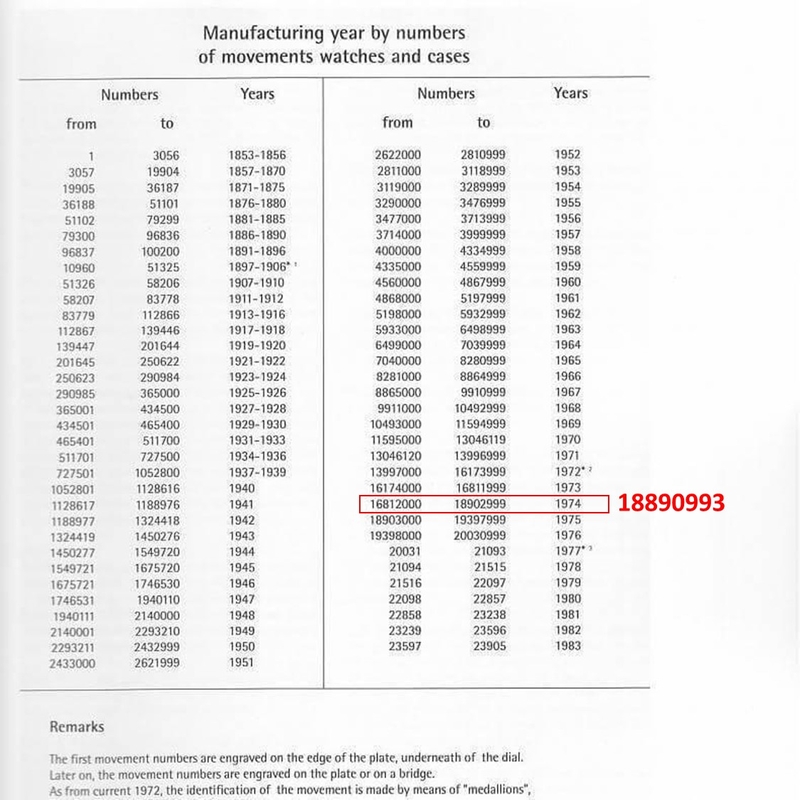 Manufacturing year by numbers
of movements watches and cases
Numbers Years
from to
1 3056 1853-1856
3057 19904 1857-1870
19905 36187 1871-1875
36188 51101 1876-1880
51102 79299 1881-1885
79300 96836 1886-1890
96837 100200 1891-1896
10960 51325 1897-1906* ¹
51326 58206 1907-1910
58207 83778 1911-1912
83779 112866 1913-1916
112867 139446 1917-1918
139447 201644 1919-1920
201645 250622 1921-1922
250623 290984 1923-1924
290985 365000 1925-1926
365001 434500 1927-1928
434501 465400 1929-1930
465401 511700 1931-1933
511701 727500 1934-1936
727501 1052800 1937-1939
1052801 1128616 1940
1128617 1188976 1941
1188977 1324418 1942
1324419 1450276 1943
1450277 1549720 1944
1549721 1675720 1945
1675721 1746530 1946
1746531 1940110 1947
1940111 2140000 1948
2140001 2293210 1949
2293211 2432999 1950
2433000 2621999 1951
Numbers Years
from to
2622000 2810999 1952
2811000 3118999 1953
3119000 3289999 1954
3290000 3476999 1955
3477000 3713999 1956
3714000 3999999 1957
4000000 4334999 1958
4335000 4559999 1959
4560000 4867999 1960
4868000 5197999 1961
5198000 5932999 1962
5933000 6498999 1963
6499000 7039999 1964
7040000 8280999 1965
8281000 8864999 1966
8865000 9910999 1967
9911000 10492999 1968
10493000 11594999 1969
11595000 13046119 1970
13046120 13996999 1971
13997000 16173999 1972* ²
16174000 16811999 1973
16812000 18902999 1974 18890993
18903000 19397999 1975
19398000 20030999 1976
20031 21093 1977* ³
21094 21515 1978
21516 22097 1979
22098 22857 1980
22858 23238 1981
23239 23596 1982
23597 23905 1983
Remarks
The first movement numbers are engraved on the edge of the plate, underneath of the dial.
Later on, the movement numbers are engraved on the plate or on a bridge.
As from current 1972, the identification of the movement is made by means of "medallions",